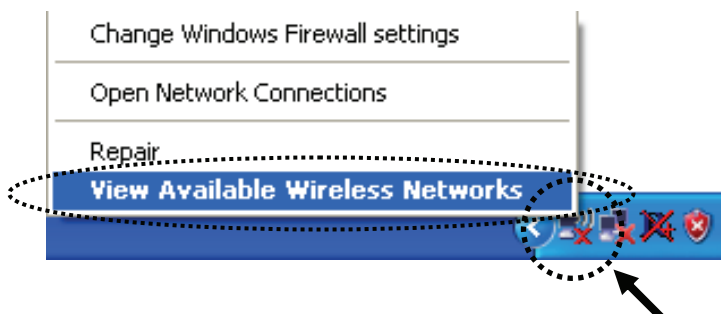 Change Windows Firewall settings
Open Network Connections
Repair
View Available Wireless Networks